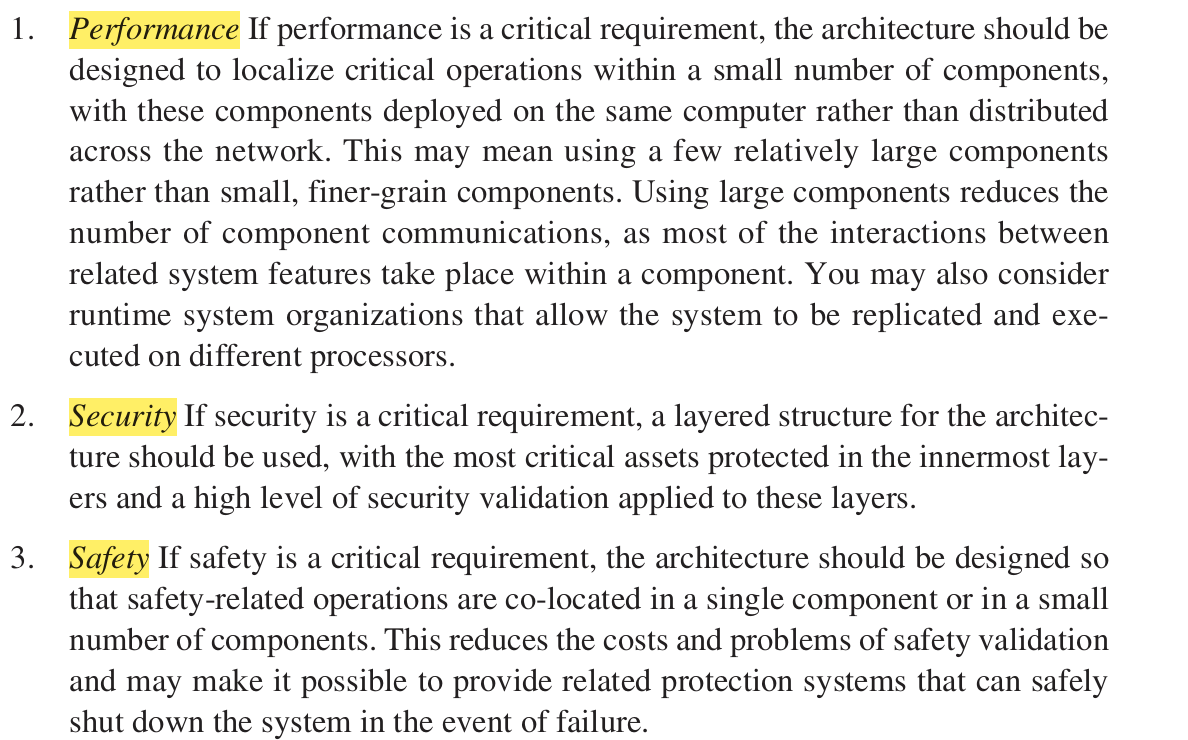 1. Performance If performance is a critical requirement, the architecture should be
designed to localize critical operations within a small number of components,
with these components deployed on the same computer rather than distributed
across the network. This may mean using a few relatively large components
rather than small, finer-grain components. Using large components reduces the
number of component communications, as most of the interactions between
related system features take place within a component. You may also consider
runtime system organizations that allow the system to be replicated and exe-
cuted on different processors.
2. Security If security is a critical requirement, a layered structure for the architec-
ture should be used, with the most critical assets protected in the innermost lay-
ers and a high level of security validation applied to these layers.
3. Safety If safety is a critical requirement, the architecture should be designed so
that safety-related operations are co-located in a single component or in a small
number of components. This reduces the costs and problems of safety validation
and may make it possible to provide related protection systems that can safely
shut down the system in the event of failure.